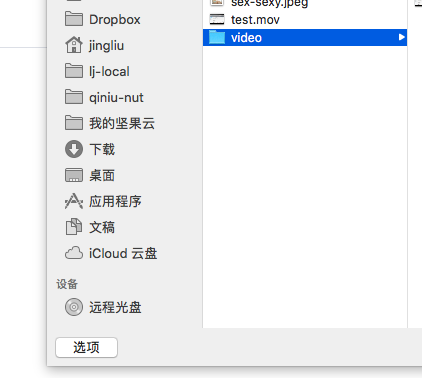 Dropbox
jingliu
lj-local
qiniu-nut
我的坚果云
下载
桌面
应用程序
文稿
iCloud 云盘
设备
远程光盘
选项
sex-sexy.jpeg
test.mov
video